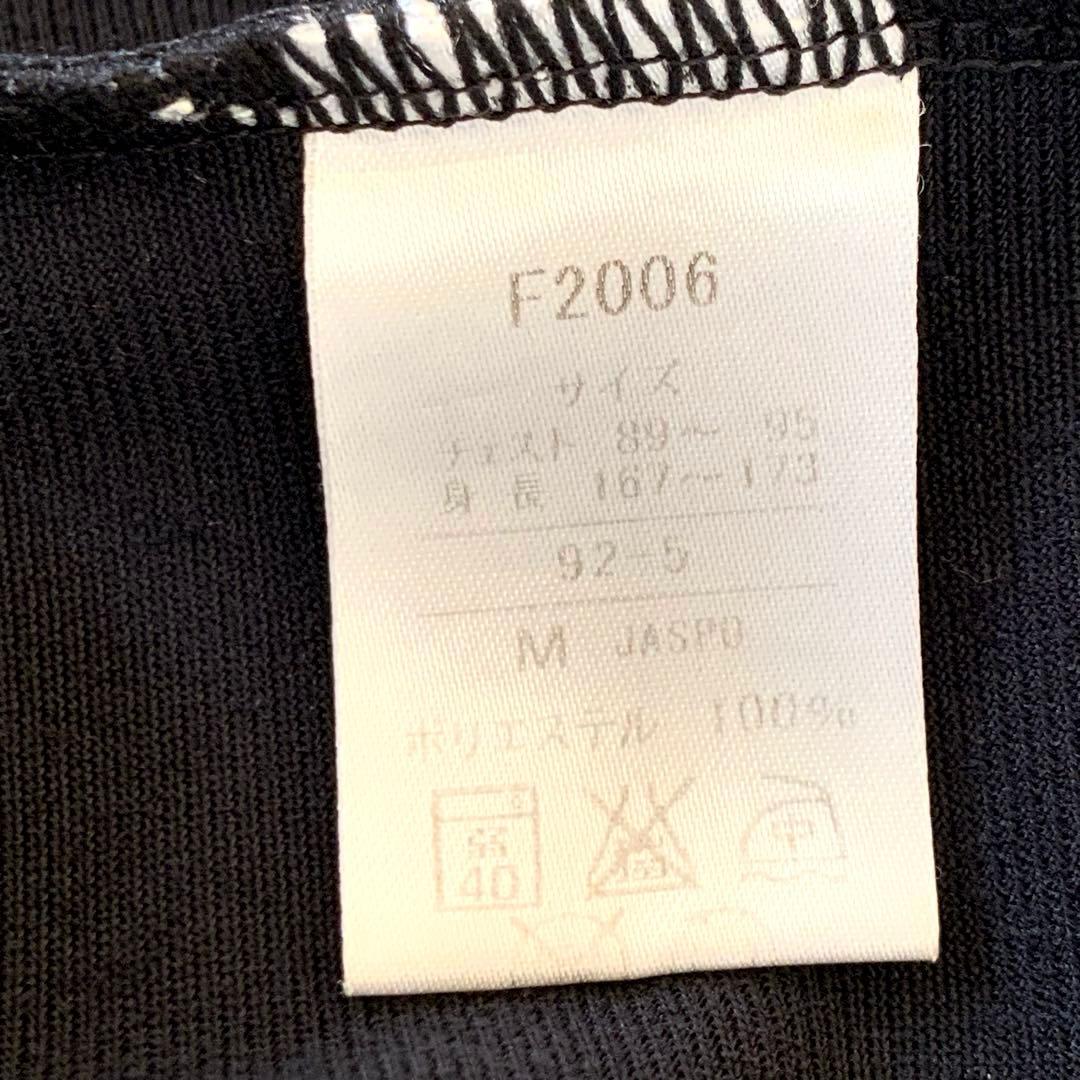 F2006
サイズ
チェスト 89～ 95
身 長 167～173
92-5
M JASPO
ポリエステル 100%
弱
40
中